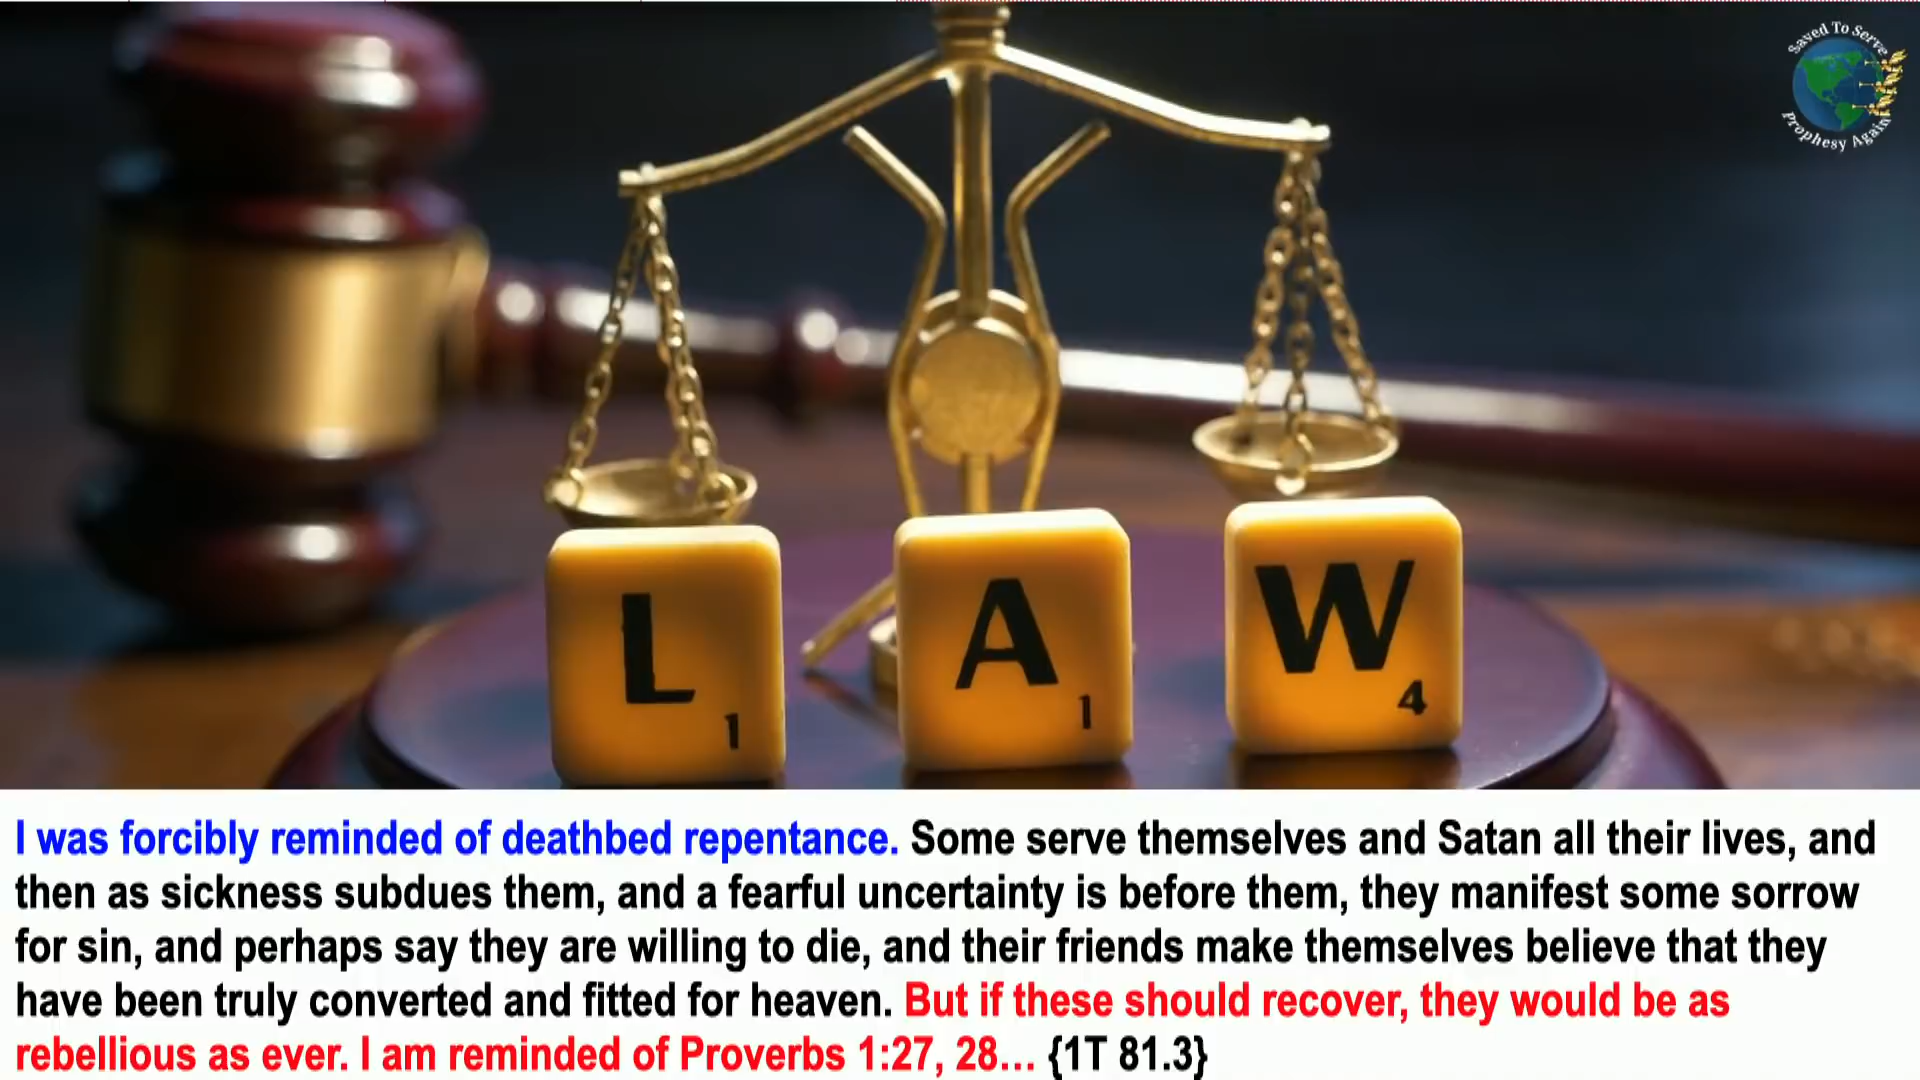 Saved To Serve
Prophesy Again
L
1
A
1
W
4
I was forcibly reminded of deathbed repentance. Some serve themselves and Satan all their lives, and
then as sickness subdues them, and a fearful uncertainty is before them, they manifest some sorrow
for sin, and perhaps say they are willing to die, and their friends make themselves believe that they
have been truly converted and fitted for heaven. But if these should recover, they would be as
rebellious as ever. I am reminded of Proverbs 1:27, 28... {1T 81.3}